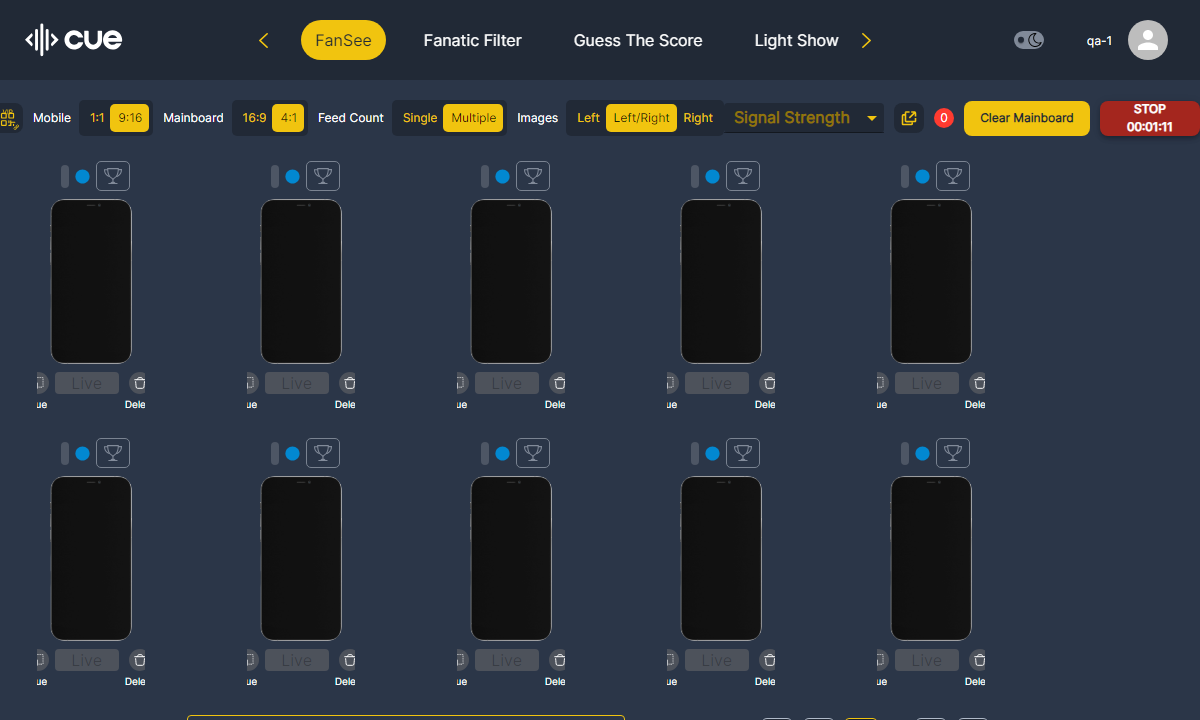 CUE
FanSee
Fanatic Filter
Guess The Score
Light Show
qa-1
Mobile 1:1 9:16 Mainboard 16:9 4:1 Feed Count Single Multiple Images Left Left/Right Right Signal Strength 0 Clear Mainboard STOP
00:01:11
Live Live Live Live Live
ue Dele ue Dele ue Dele ue Dele ue Dele
Live Live Live Live Live
ue Dele ue Dele ue Dele ue Dele ue Dele